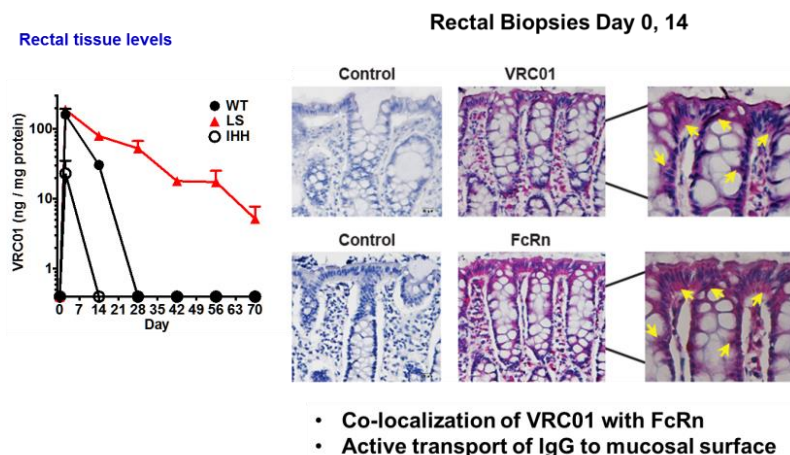 Rectal Biopsies Day 0, 14
Rectal tissue levels
VRC01 (ng / mg protein)
100
10
1
0 7 14 21 28 35 42 49 56 63 70
Day
WT
LS
IHH
Control
VRC01
Control
FcRn
• Co-localization of VRC01 with FcRn
• Active transport of IgG to mucosal surface